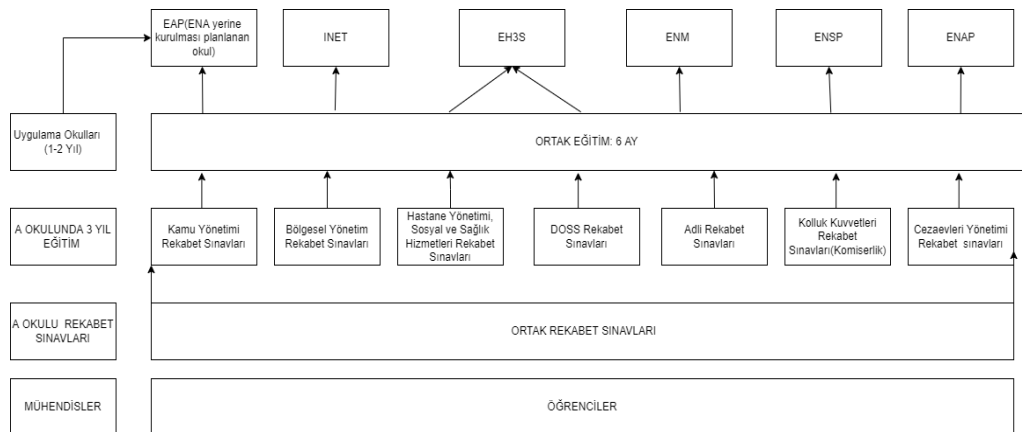 EAP(ENA yerine
kurulması planlanan
okul)
INET
EH3S
ENM
ENSP
ENAP
Uygulama Okulları
(1-2 Yıl)
ORTAK EĞİTİM: 6 AY
A OKULUNDA 3 YIL
EĞİTİM
Kamu Yönetimi
Rekabet Sınavları
Bölgesel Yönetim
Rekabet Sınavları
Hastane Yönetimi,
Sosyal ve Sağlık
Hizmetleri Rekabet
Sınavları
DOSS Rekabet
Sınavları
Adli Rekabet
Sınavları
Kolluk Kuvvetleri
Rekabet
Sınavları(Komiserlik)
Cezaevleri Yönetimi
Rekabet sınavları
A OKULU REKABET
SINAVLARI
ORTAK REKABET SINAVLARI
MÜHENDİSLER
ÖĞRENCİLER